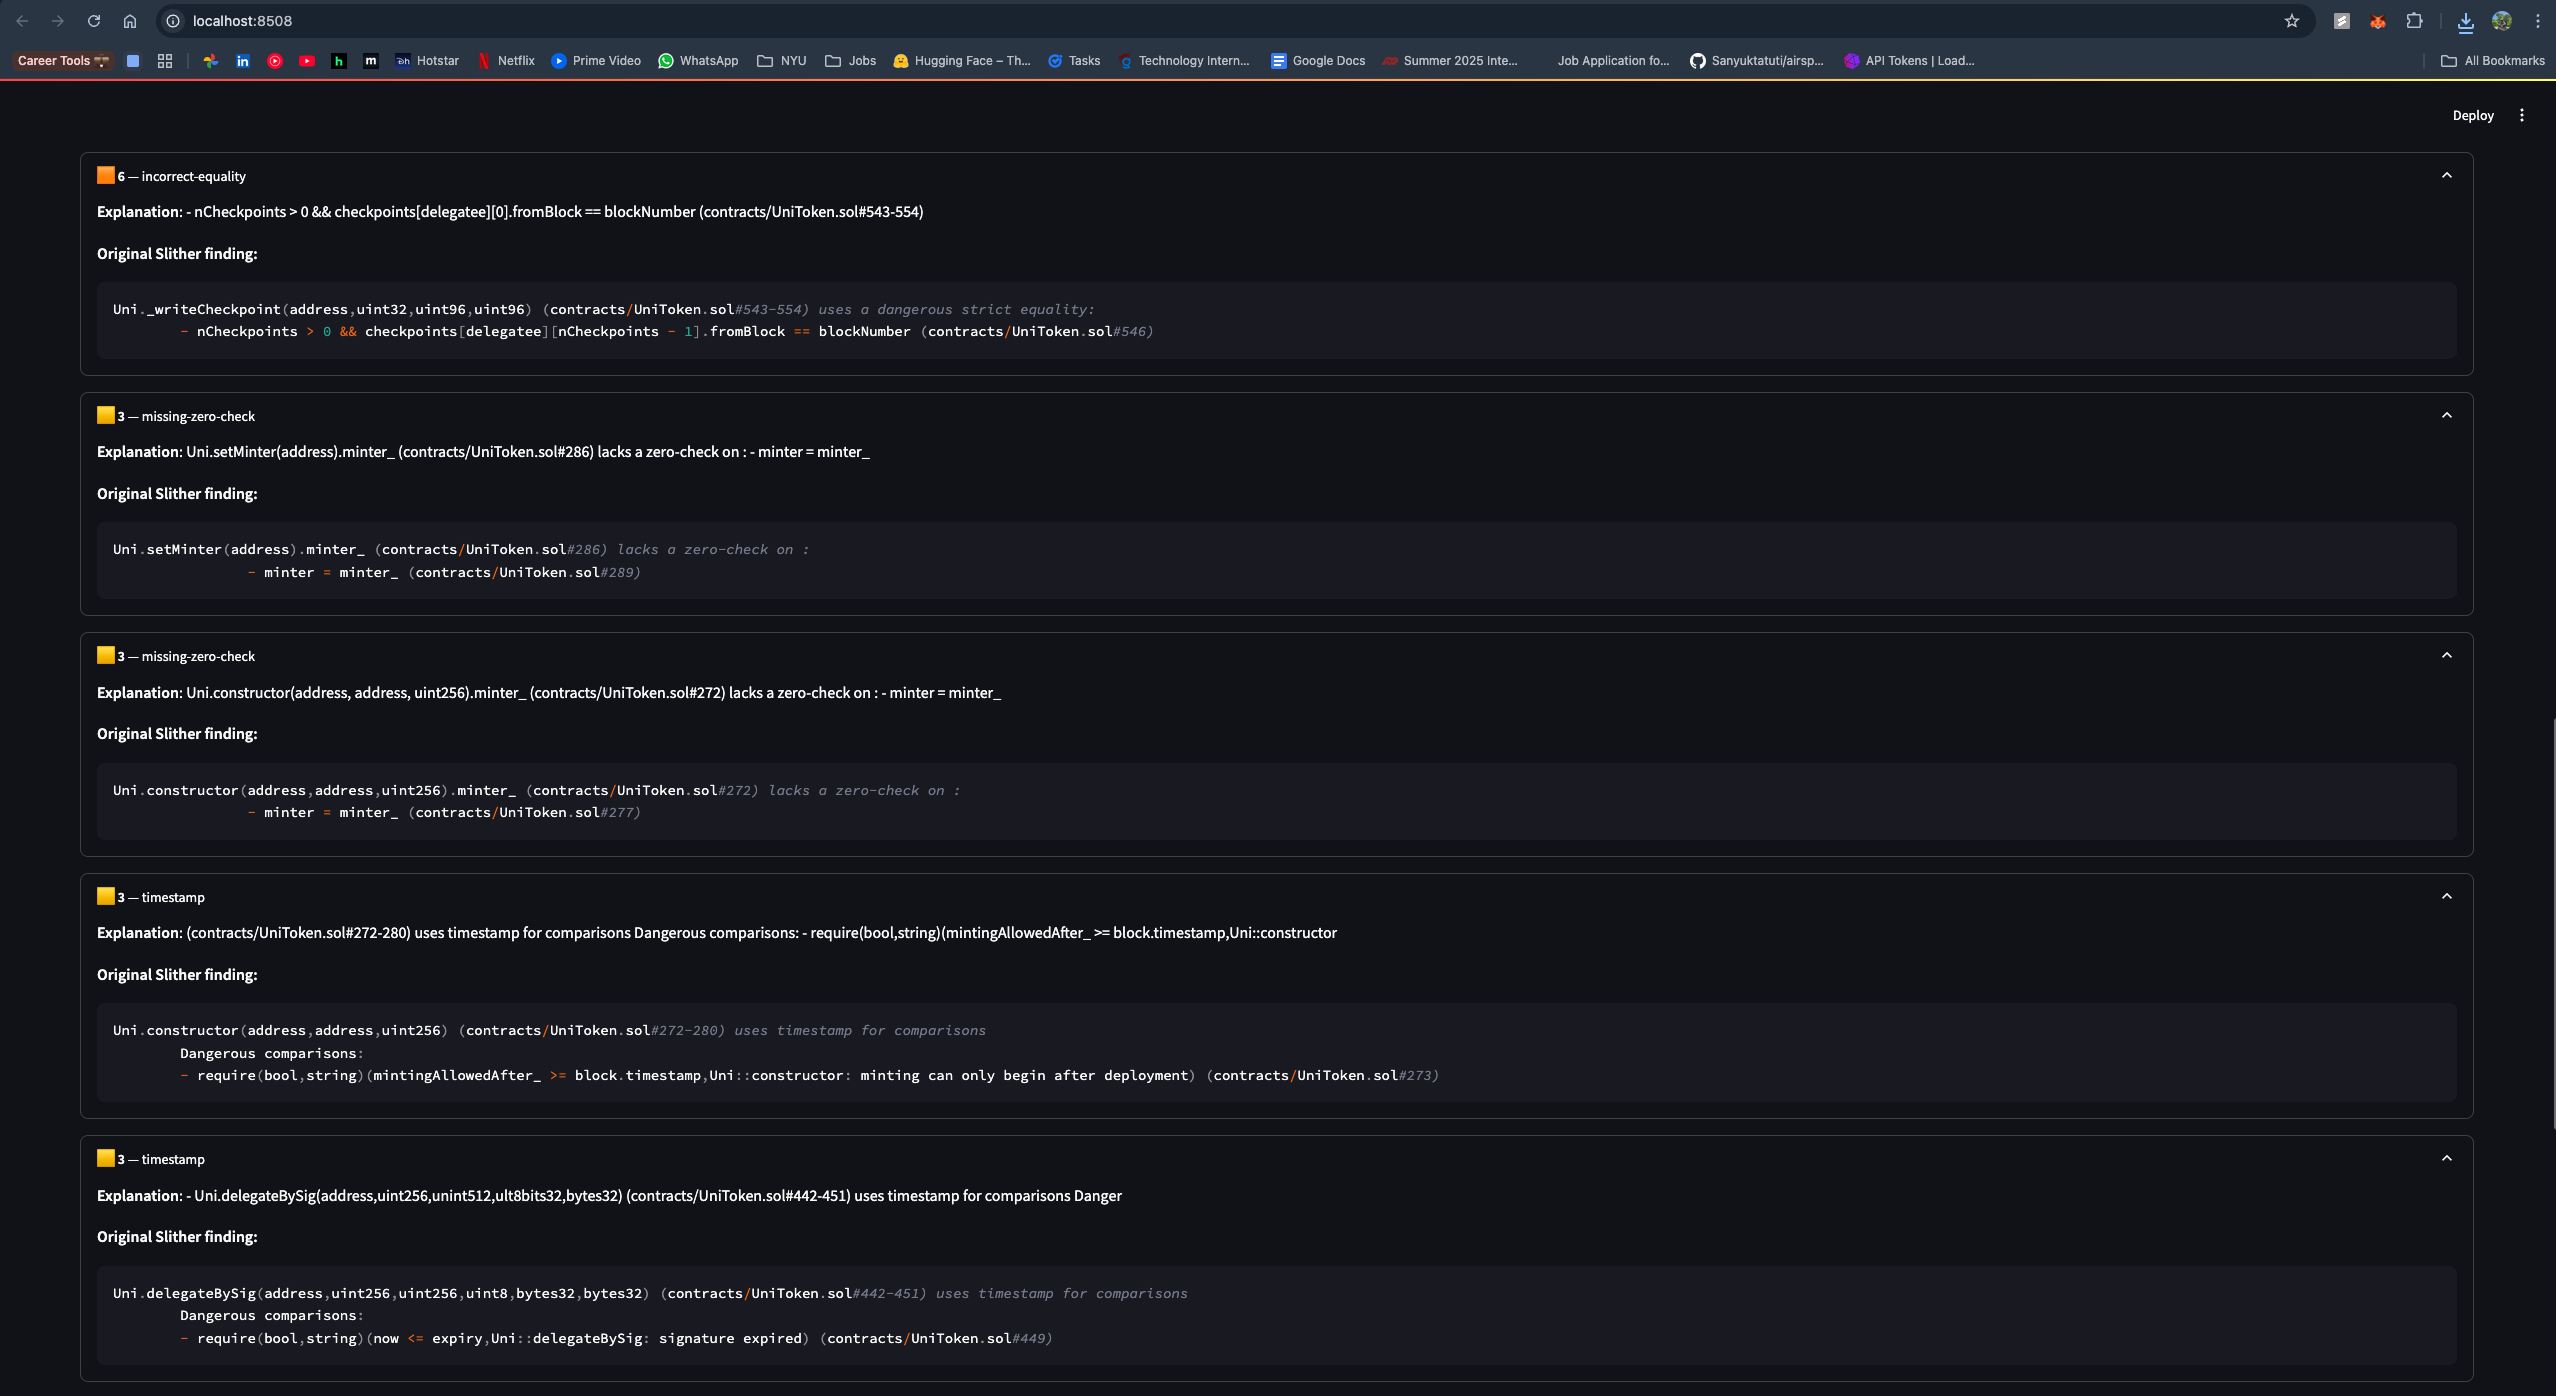 localhost:8508
Career Tools
Hotstar
Netflix
Prime Video
WhatsApp
NYU
Jobs
Hugging Face – Th...
Tasks
Technology Intern...
Google Docs
Summer 2025 Inte...
Job Application fo...
Sanyuktatuti/airsp...
API Tokens | Load...
All Bookmarks
Deploy
6 — incorrect-equality
Explanation: - nCheckpoints > 0 && checkpoints[delegatee][0].fromBlock == blockNumber (contracts/UniToken.sol#543-554)
Original Slither finding:
Uni._writeCheckpoint(address,uint32,uint96,uint96) (contracts/UniToken.sol#543-554) uses a dangerous strict equality:
- nCheckpoints > 0 && checkpoints[delegatee][nCheckpoints - 1].fromBlock == blockNumber (contracts/UniToken.sol#546)
3 — missing-zero-check
Explanation: Uni.setMinter(address).minter_ (contracts/UniToken.sol#286) lacks a zero-check on : - minter = minter_
Original Slither finding:
Uni.setMinter(address).minter_ (contracts/UniToken.sol#286) lacks a zero-check on :
- minter = minter_ (contracts/UniToken.sol#289)
3 — missing-zero-check
Explanation: Uni.constructor(address, address, uint256).minter_ (contracts/UniToken.sol#272) lacks a zero-check on : - minter = minter_
Original Slither finding:
Uni.constructor(address,address,uint256).minter_ (contracts/UniToken.sol#272) lacks a zero-check on :
- minter = minter_ (contracts/UniToken.sol#277)
3 — timestamp
Explanation: (contracts/UniToken.sol#272-280) uses timestamp for comparisons Dangerous comparisons: - require(bool,string)(mintingAllowedAfter_ >= block.timestamp,Uni::constructor
Original Slither finding:
Uni.constructor(address,address,uint256) (contracts/UniToken.sol#272-280) uses timestamp for comparisons
Dangerous comparisons:
- require(bool,string)(mintingAllowedAfter_ >= block.timestamp,Uni::constructor: minting can only begin after deployment) (contracts/UniToken.sol#273)
3 — timestamp
Explanation: - Uni.delegateBySig(address,uint256,unint512,ult8bits32,bytes32) (contracts/UniToken.sol#442-451) uses timestamp for comparisons Danger
Original Slither finding:
Uni.delegateBySig(address,uint256,uint256,uint8,bytes32,bytes32) (contracts/UniToken.sol#442-451) uses timestamp for comparisons
Dangerous comparisons:
- require(bool,string)(now <= expiry,Uni::delegateBySig: signature expired) (contracts/UniToken.sol#449)